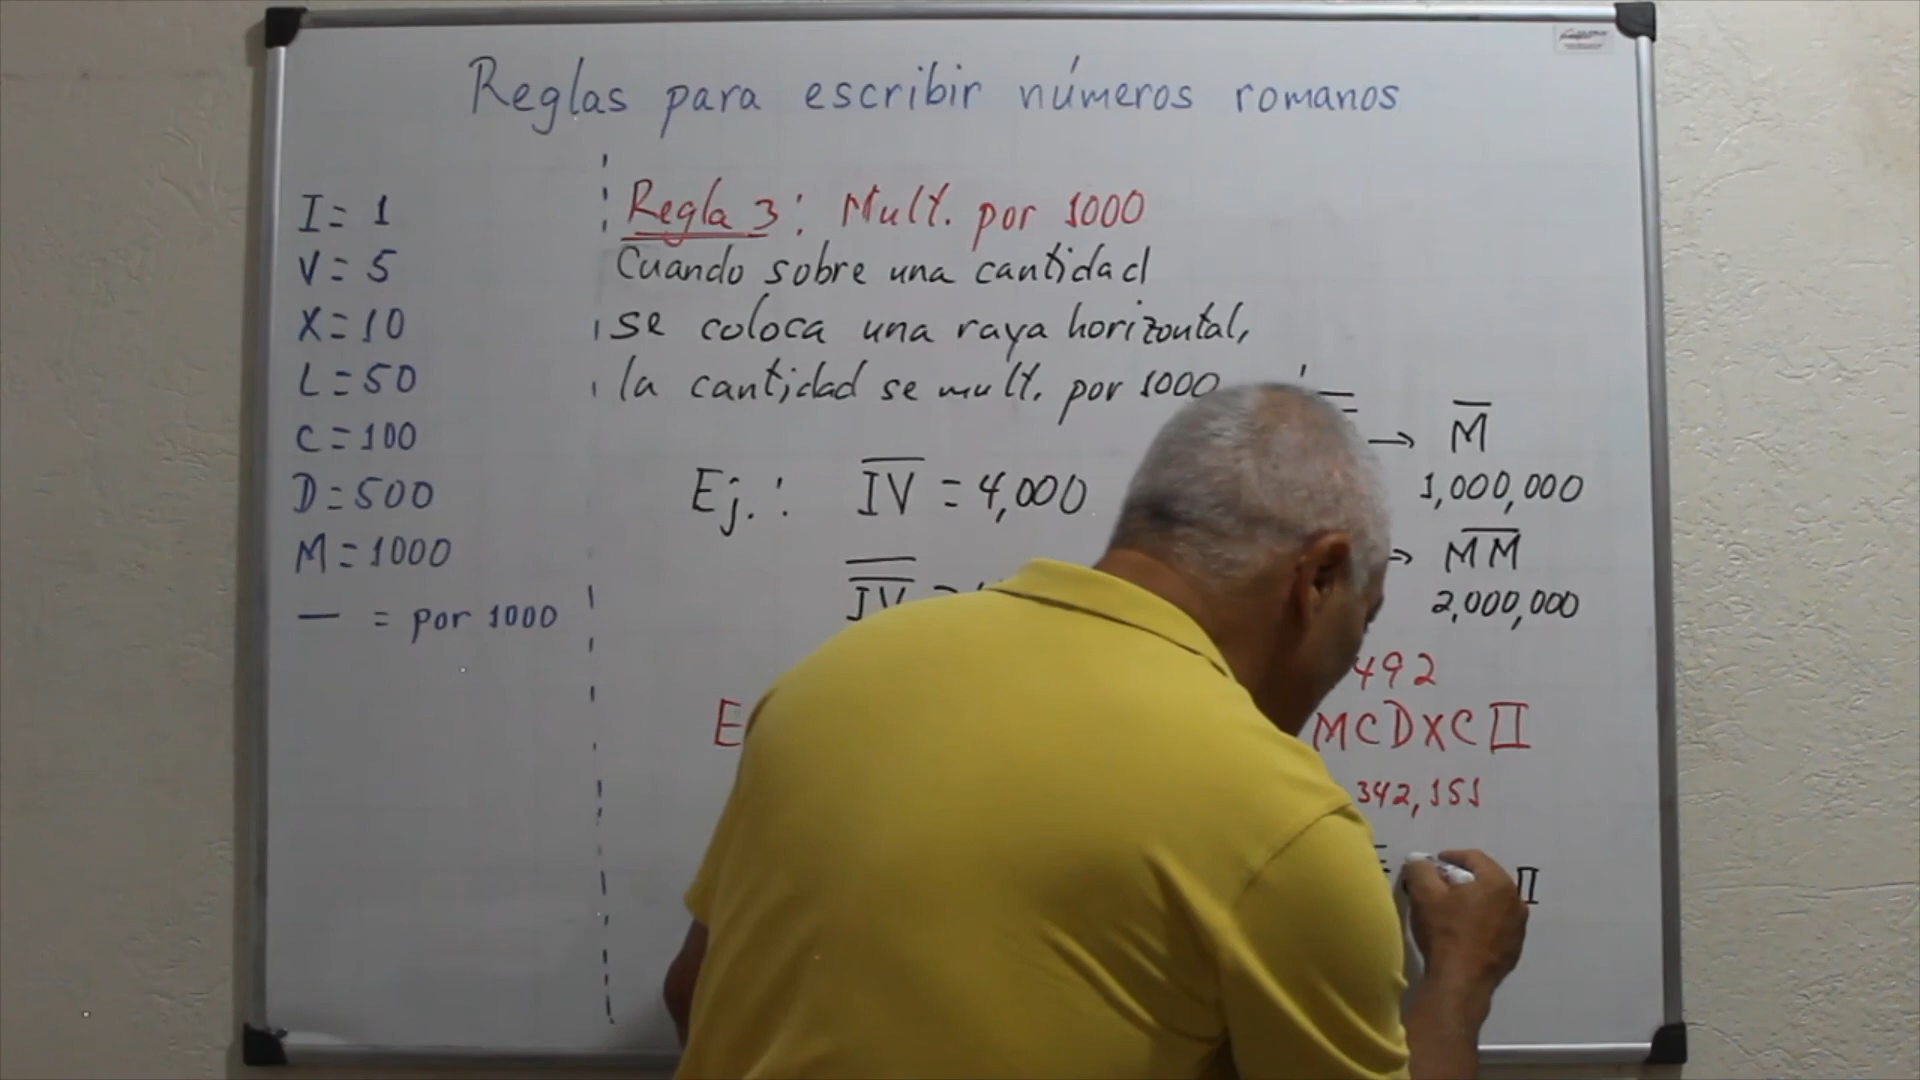 Reglas para escribir números romanos
I = 1
V = 5
X = 10
L = 50
C = 100
D = 500
M = 1000
— = por 1000
Regla 3: Mult. por 1000
Cuando sobre una cantidad
se coloca una raya horizontal,
la cantidad se mult. por 1000
Ej.: I̅V̅ = 4,000
I̿V̿ =
→ M̅
1,000,000
→ M̅M̅
2,000,000
E
492
MCDXCII
342,151
II